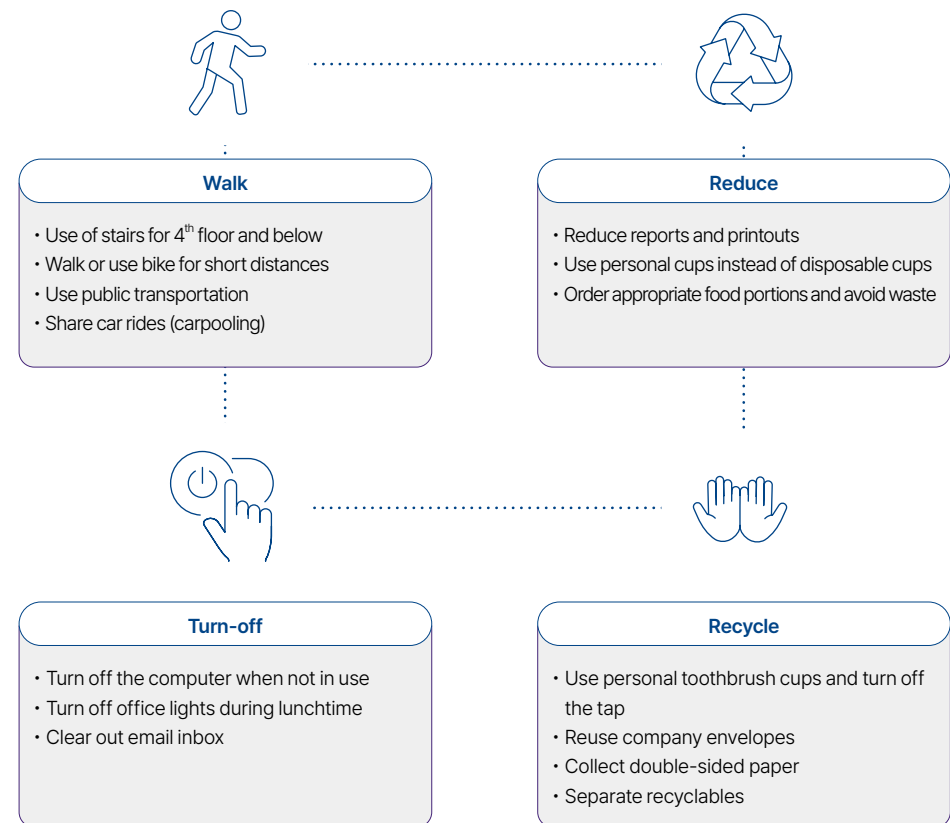 Walk
• Use of stairs for 4th floor and below
• Walk or use bike for short distances
• Use public transportation
• Share car rides (carpooling)
Reduce
• Reduce reports and printouts
• Use personal cups instead of disposable cups
• Order appropriate food portions and avoid waste
Turn-off
• Turn off the computer when not in use
• Turn off office lights during lunchtime
• Clear out email inbox
Recycle
• Use personal toothbrush cups and turn off
the tap
• Reuse company envelopes
• Collect double-sided paper
• Separate recyclables